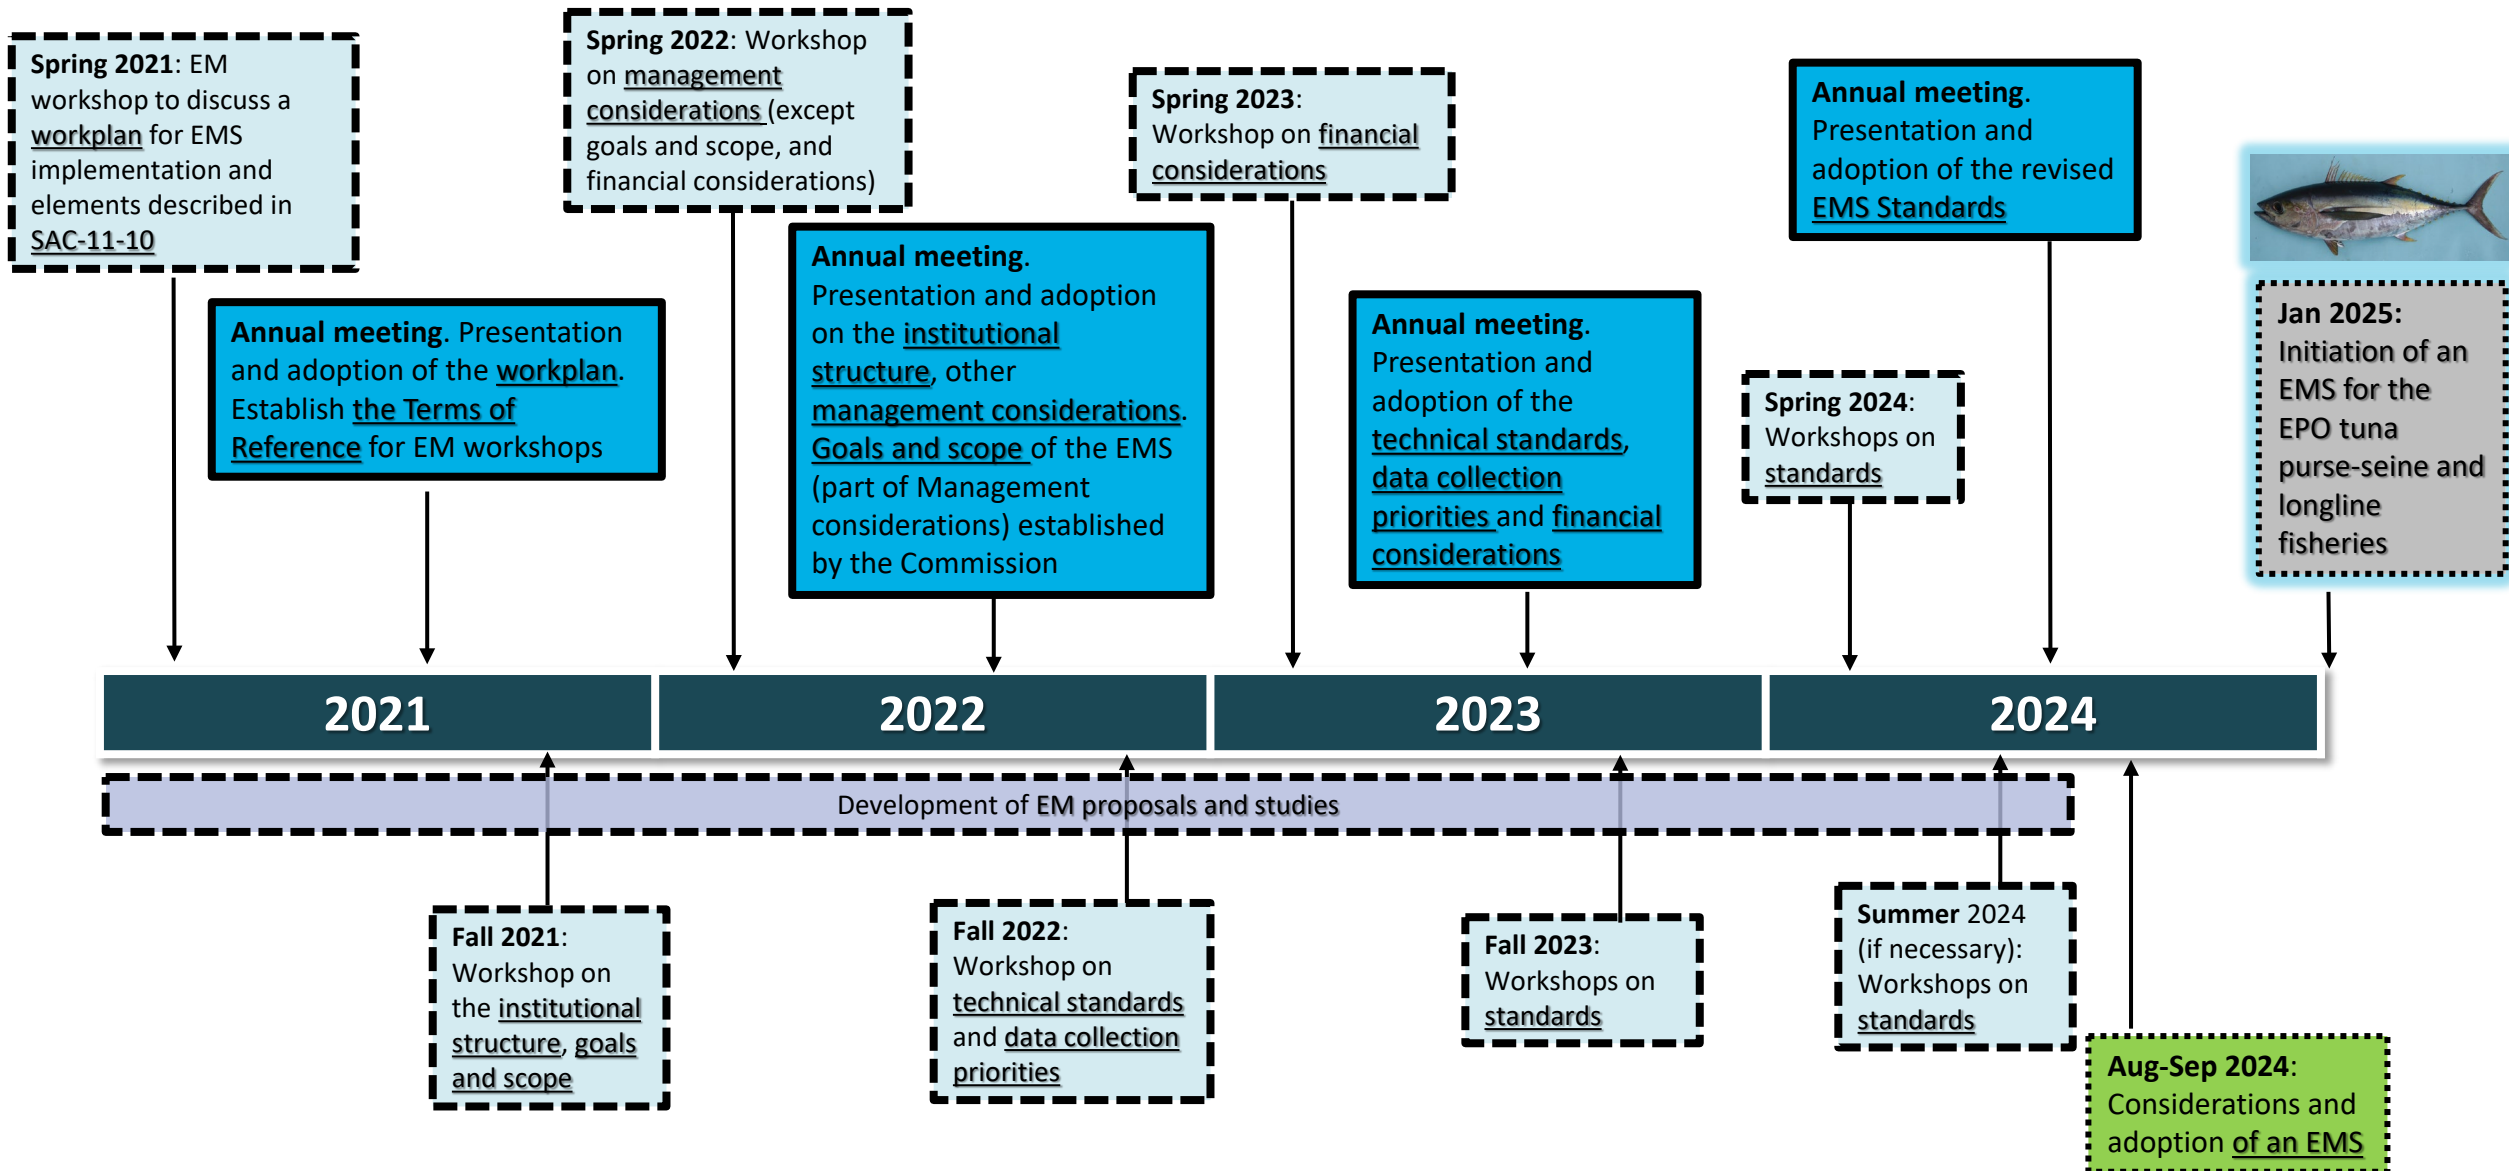 Spring 2021: EM
workshop to discuss a
workplan for EMS
implementation and
elements described in
SAC-11-10
Annual meeting. Presentation
and adoption of the workplan.
Establish the Terms of
Reference for EM workshops
Spring 2022: Workshop
on management
considerations (except
goals and scope, and
financial considerations)
Annual meeting.
Presentation and adoption
on the institutional
structure, other
management considerations.
Goals and scope of the EMS
(part of Management
considerations) established
by the Commission
Spring 2023:
Workshop on financial
considerations
Annual meeting.
Presentation and
adoption of the
technical standards,
data collection
priorities and financial
considerations
Spring 2024:
Workshops on
standards
Annual meeting.
Presentation and
adoption of the revised
EMS Standards
Jan 2025:
Initiation of an
EMS for the
EPO tuna
purse-seine and
longline
fisheries
2021
2022
2023
2024
Development of EM proposals and studies
Fall 2021:
Workshop on
the institutional
structure, goals
and scope
Fall 2022:
Workshop on
technical standards
and data collection
priorities
Fall 2023:
Workshops on
standards
Summer 2024
(if necessary):
Workshops on
standards
Aug-Sep 2024:
Considerations and
adoption of an EMS